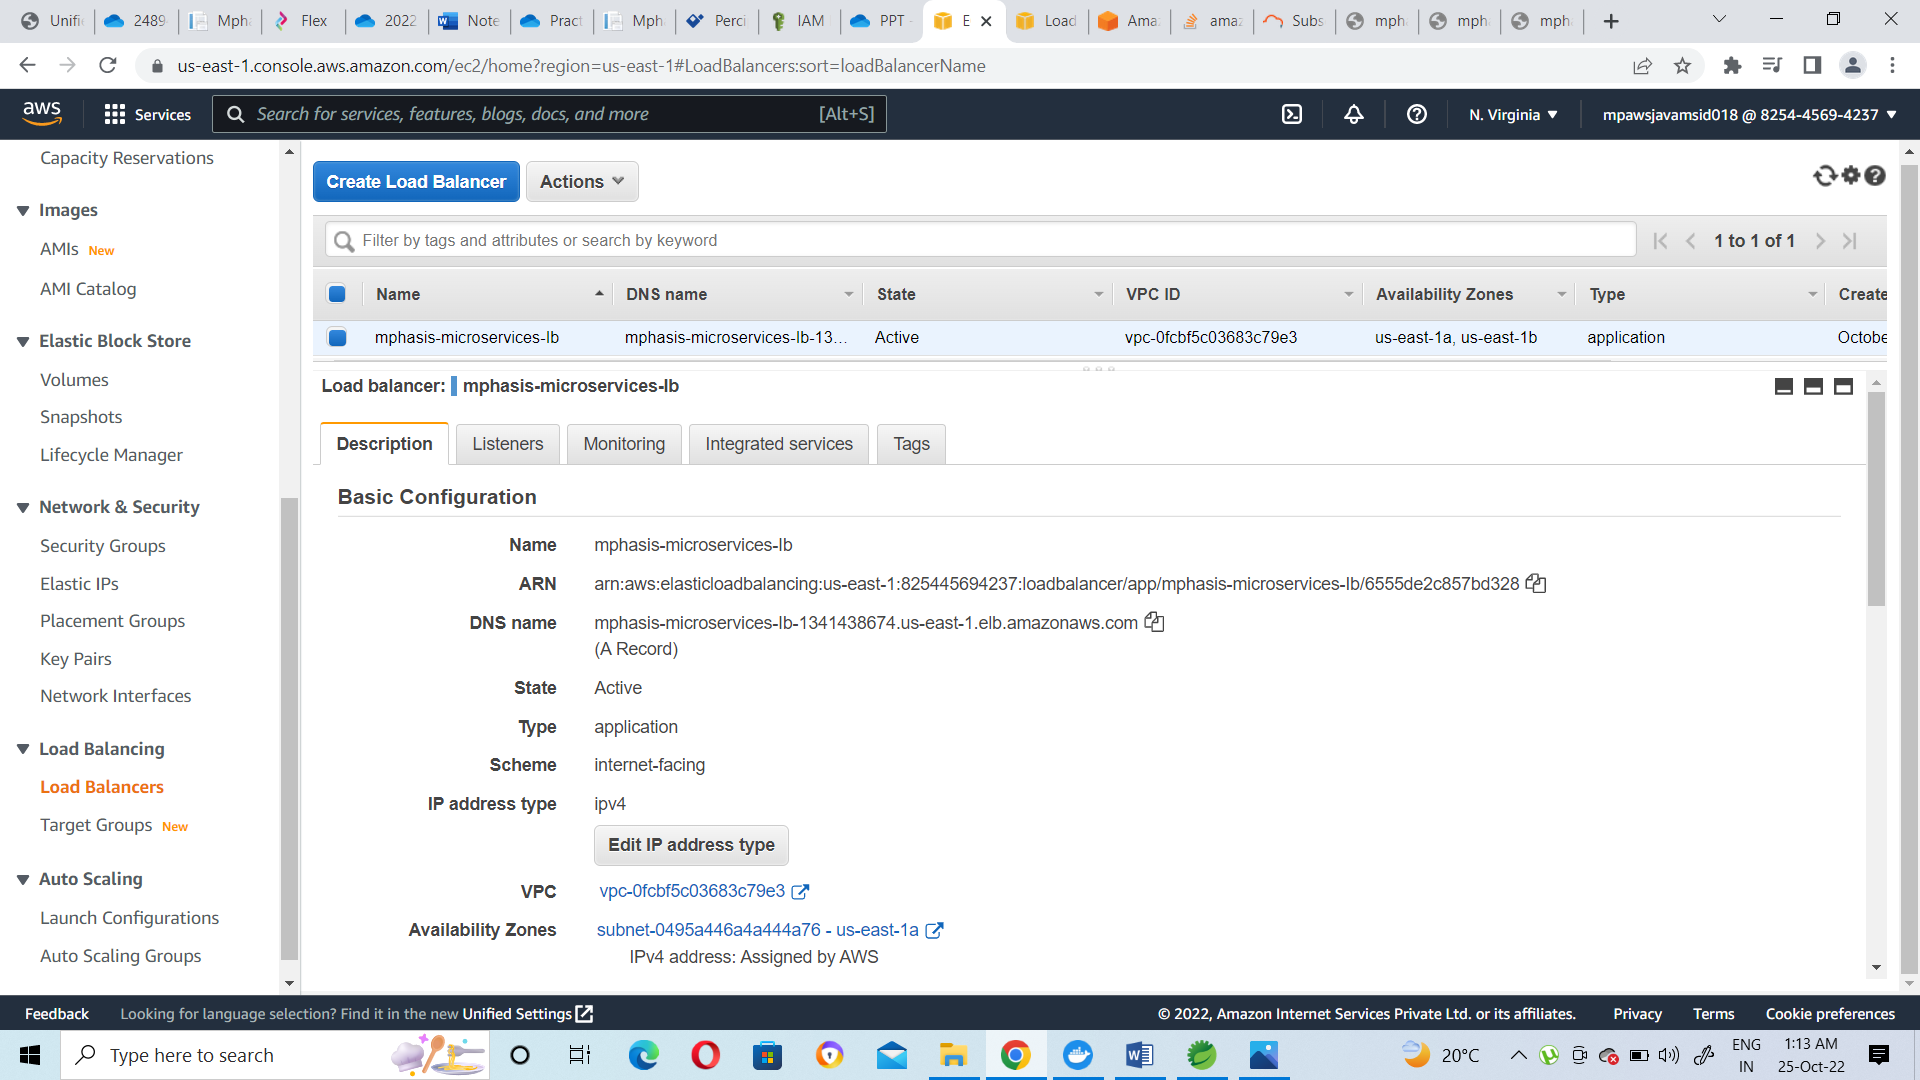 Unifi
2489
Mpha
Flex
2022
Note
Pract
Mpha
Perci
IAM
PPT -
E
Load
Ama
amaz
Subs
mpha
mpha
mpha
us-east-1.console.aws.amazon.com/ec2/home?region=us-east-1#LoadBalancers:sort=loadBalancerName
aws
Services
Search for services, features, blogs, docs, and more
[Alt+S]
N. Virginia
mpawsjavamsid018 @ 8254-4569-4237
Capacity Reservations
Images
AMIs New
AMI Catalog
Elastic Block Store
Volumes
Snapshots
Lifecycle Manager
Network & Security
Security Groups
Elastic IPs
Placement Groups
Key Pairs
Network Interfaces
Load Balancing
Load Balancers
Target Groups New
Auto Scaling
Launch Configurations
Auto Scaling Groups
Create Load Balancer
Actions
Filter by tags and attributes or search by keyword
1 to 1 of 1
Name DNS name State VPC ID Availability Zones Type Create
mphasis-microservices-lb mphasis-microservices-lb-13... Active vpc-0fcbf5c03683c79e3 us-east-1a, us-east-1b application Octobe
Load balancer: mphasis-microservices-lb
Description
Listeners
Monitoring
Integrated services
Tags
Basic Configuration
Name mphasis-microservices-lb
ARN arn:aws:elasticloadbalancing:us-east-1:825445694237:loadbalancer/app/mphasis-microservices-lb/6555de2c857bd328
DNS name mphasis-microservices-lb-1341438674.us-east-1.elb.amazonaws.com
(A Record)
State Active
Type application
Scheme internet-facing
IP address type ipv4
Edit IP address type
VPC vpc-0fcbf5c03683c79e3
Availability Zones subnet-0495a446a4a444a76 - us-east-1a
IPv4 address: Assigned by AWS
Feedback
Looking for language selection? Find it in the new Unified Settings
© 2022, Amazon Internet Services Private Ltd. or its affiliates.
Privacy
Terms
Cookie preferences
Type here to search
20°C
ENG
IN
1:13 AM
25-Oct-22